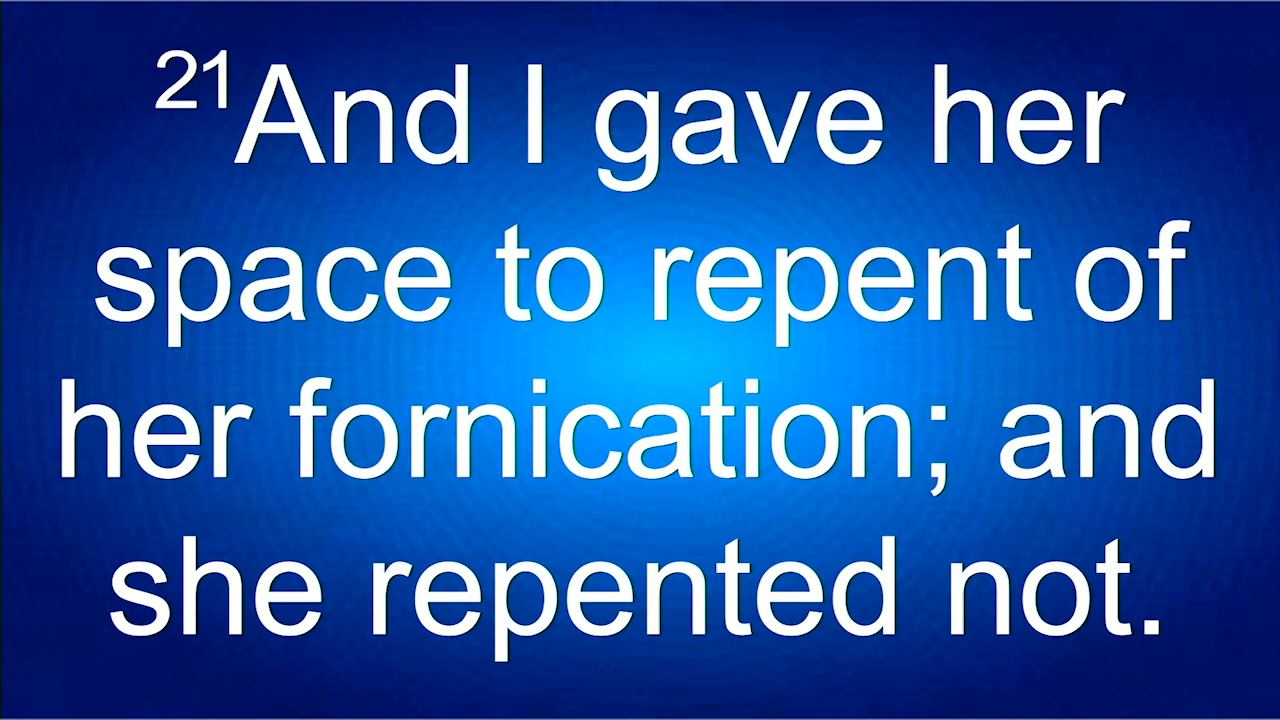 21And I gave her
space to repent of
her fornication; and
she repented not.